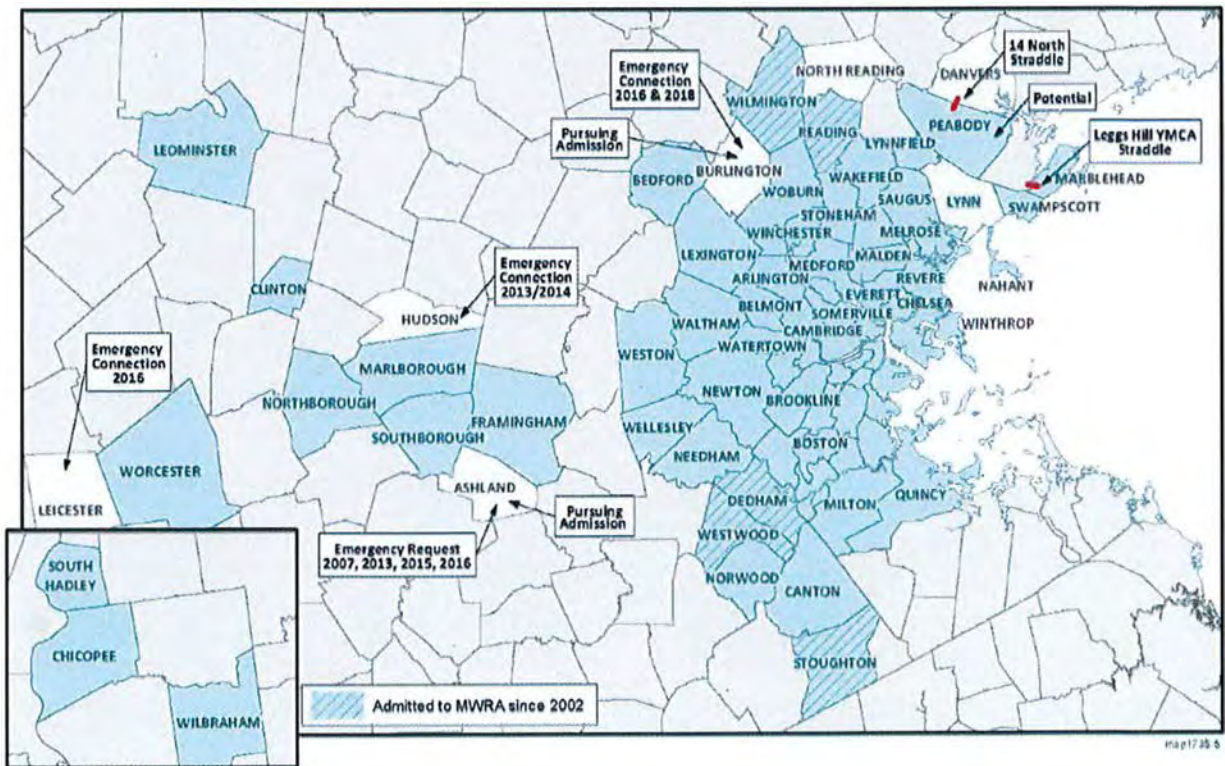 14 North
Straddle
Emergency
Connection
2016 & 2018
NORTH READING
DANVERS
Potential
WILMINGTON
Pursuing
Admission
READING
PEABODY
LYNNFIELD
Leggs Hill YMCA
Straddle
LEOMINSTER
BEDFORD
BURLINGTON
WOBURN
WAKEFIELD
MARBLEHEAD
SAUGUS
LYNN
SWAMPSCOTT
STONEHAM
WINCHESTER
MELROSE
LEXINGTON
MEDFORD
MALDEN
Emergency
Connection
2013/2014
ARLINGTON
REVERE
NAHANT
CLINTON
EVERETT
BELMONT
CHELSEA
SOMERVILLE
HUDSON
WALTHAM
CAMBRIDGE
WINTHROP
WATERTOWN
Emergency
Connection
2016
WESTON
MARLBOROUGH
NEWTON
BROOKLINE
NORTHBOROUGH
FRAMINGHAM
SOUTHBOROUGH
WELLESLEY
BOSTON
NEEDHAM
WORCESTER
ASHLAND
DEDHAM
QUINCY
MILTON
LEICESTER
Pursuing
Admission
WESTWOOD
Emergency Request
2007, 2013, 2015, 2016
NORWOOD
CANTON
SOUTH
HADLEY
CHICOPEE
STOUGHTON
WILBRAHAM
Admitted to MWRA since 2002